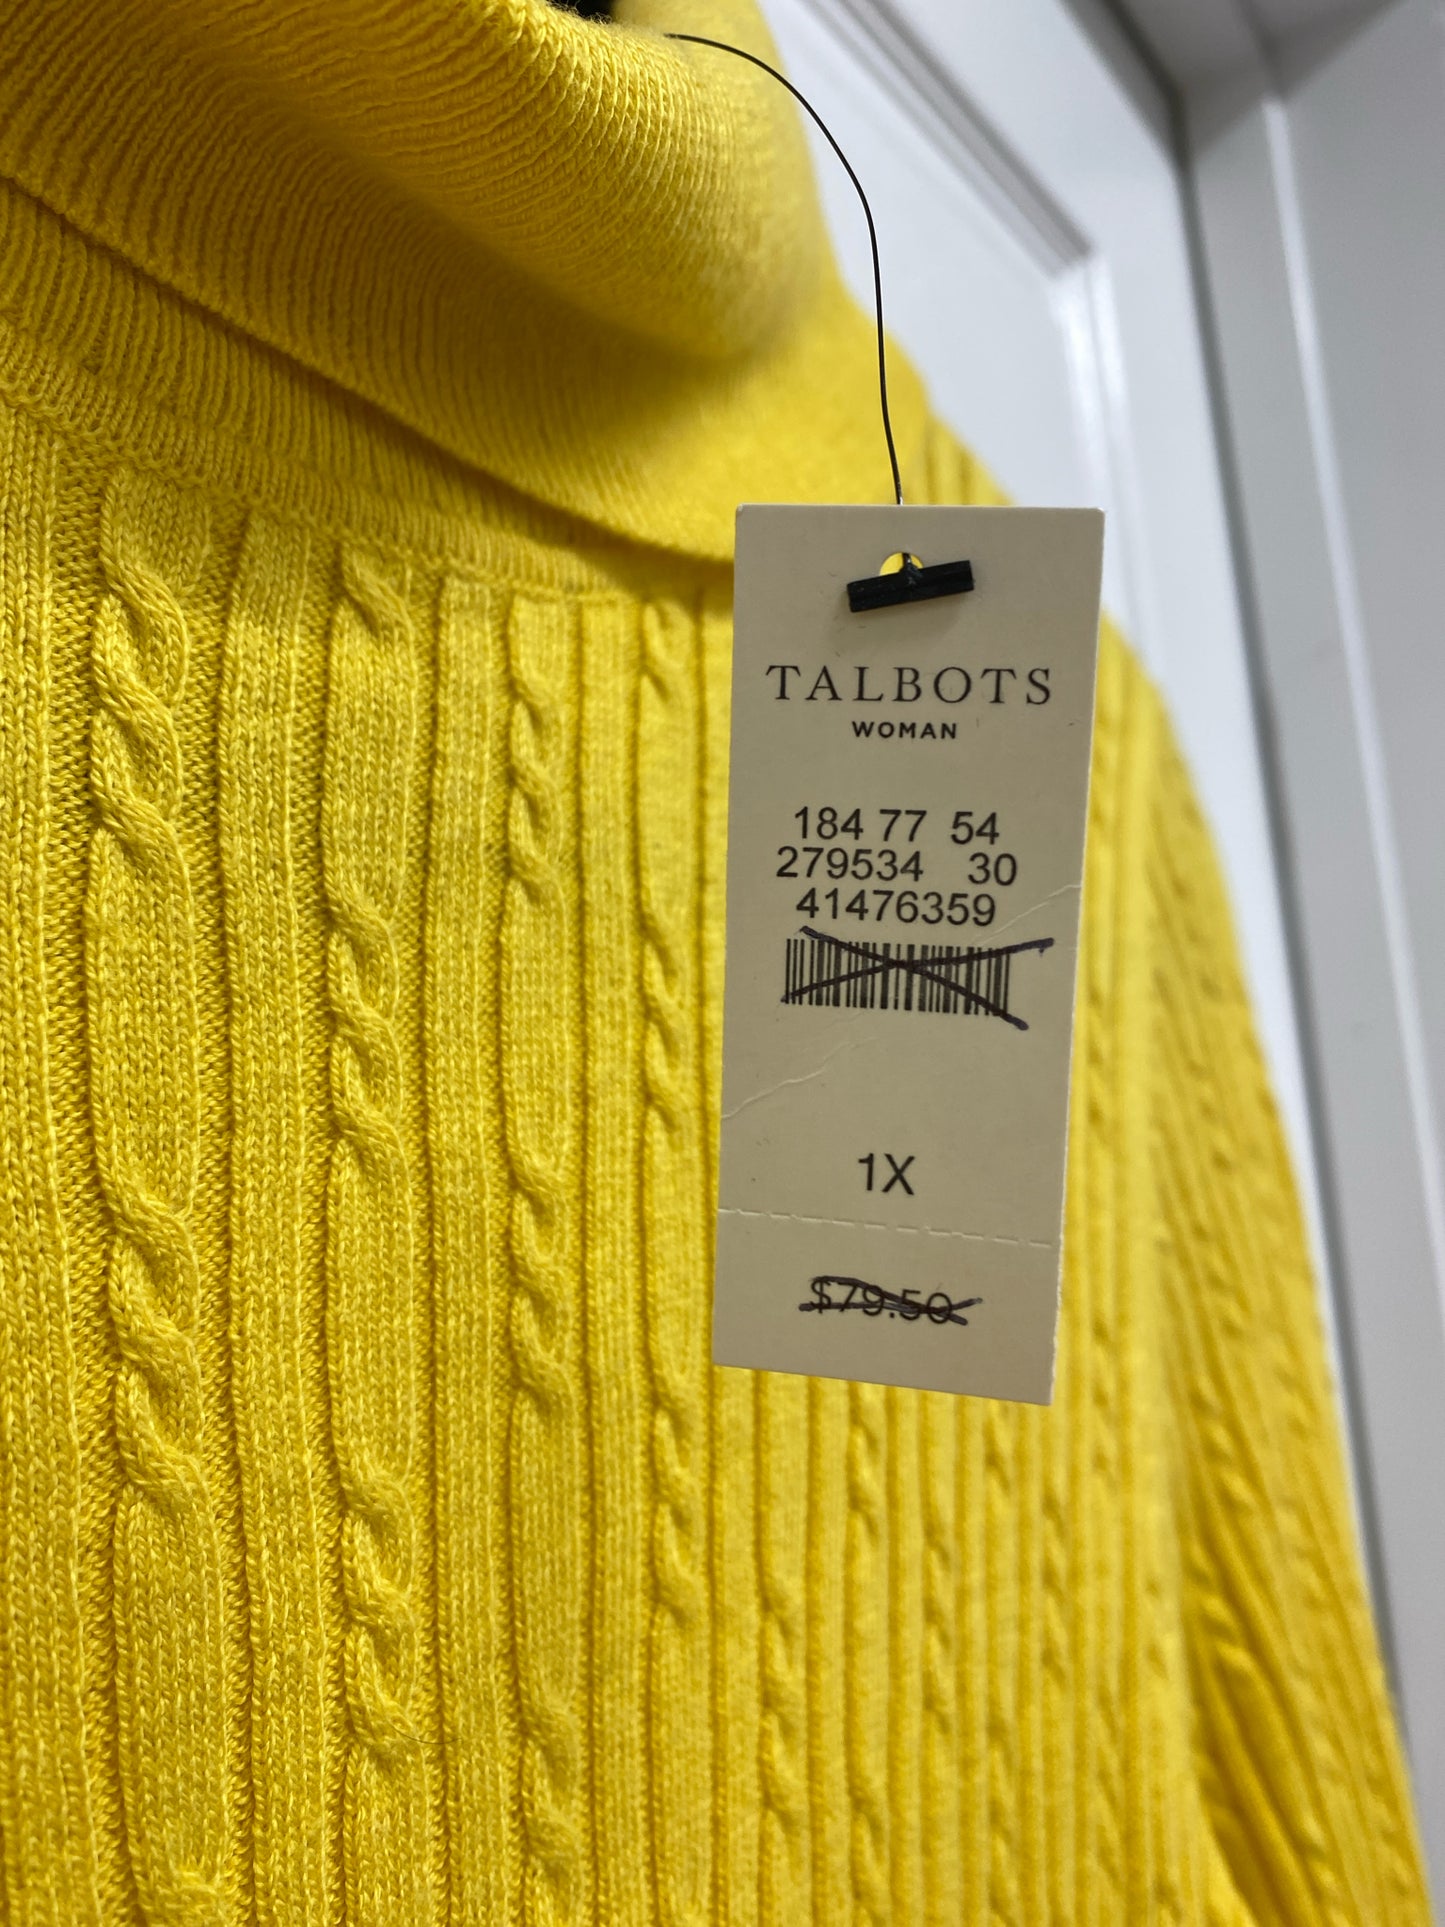 TALBOTS
WOMAN
184 77 54
279534 30
41476359
1X
$79.50